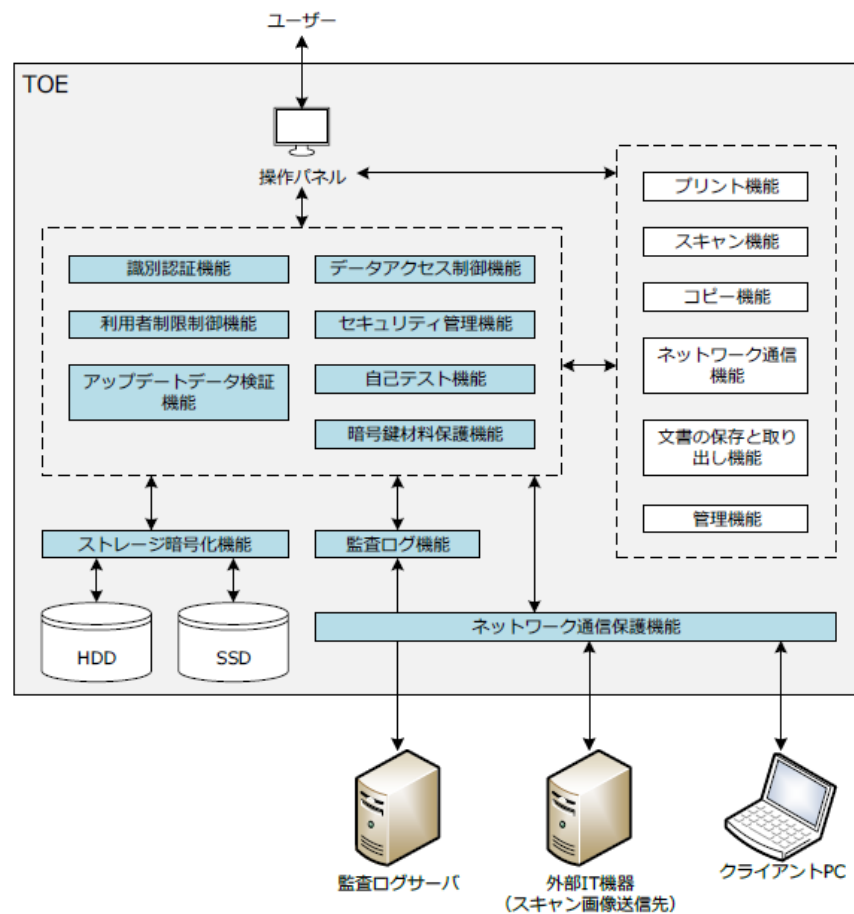 ユーザー
TOE
操作パネル
識別認証機能
データアクセス制御機能
利用者制限制御機能
セキュリティ管理機能
アップデートデータ検証
機能
自己テスト機能
暗号鍵材料保護機能
プリント機能
スキャン機能
コピー機能
ネットワーク通信
機能
文書の保存と取り
出し機能
管理機能
ストレージ暗号化機能
監査ログ機能
ネットワーク通信保護機能
HDD
SSD
監査ログサーバ
外部IT機器
（スキャン画像送信先）
クライアントPC